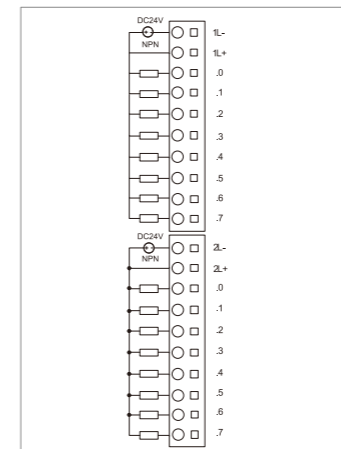 DC24V
1L-
NPN
1L+
.0
.1
.2
.3
.4
.5
.6
.7
DC24V
2L-
NPN
2L+
.0
.1
.2
.3
.4
.5
.6
.7